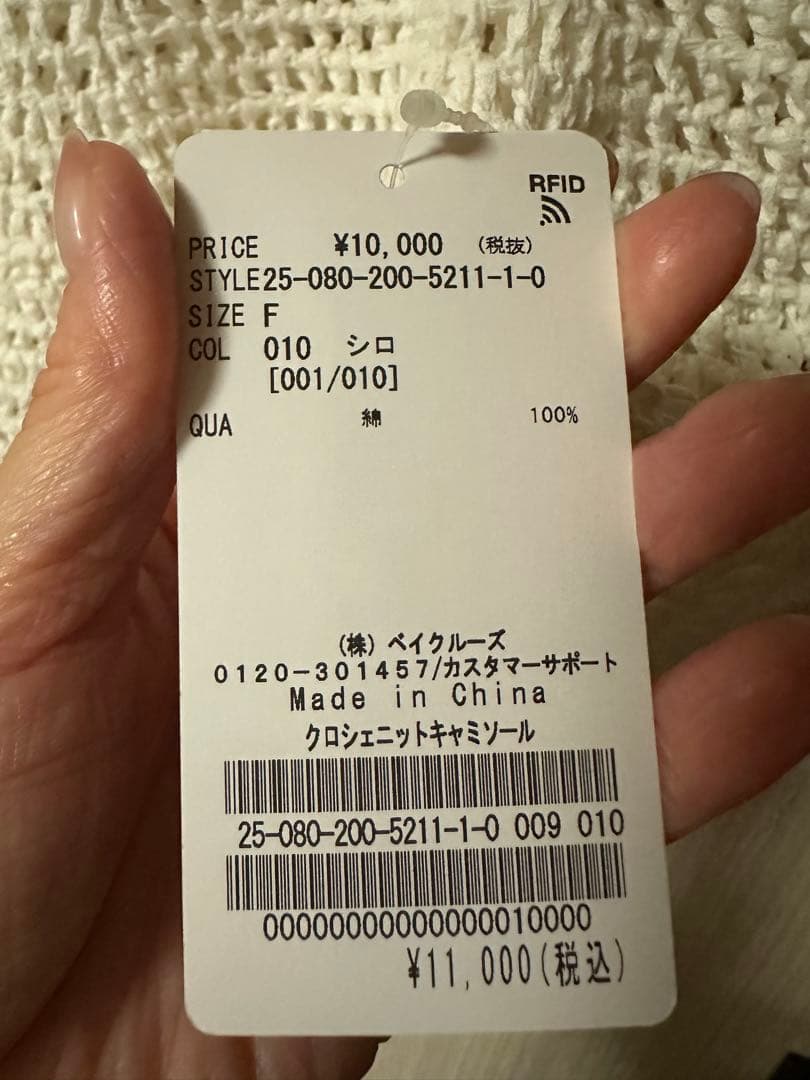 RFID
PRICE ¥10,000 (税抜)
STYLE25-080-200-5211-1-0
SIZE F
COL 010 シロ
[001/010]
QUA 綿 100%
(株) ベイクルーズ
0120-301457/カスタマーサポート
Made in China
クロシェニットキャミソール
25-080-200-5211-1-0 009 010
00000000000000010000
¥11,000(税込)